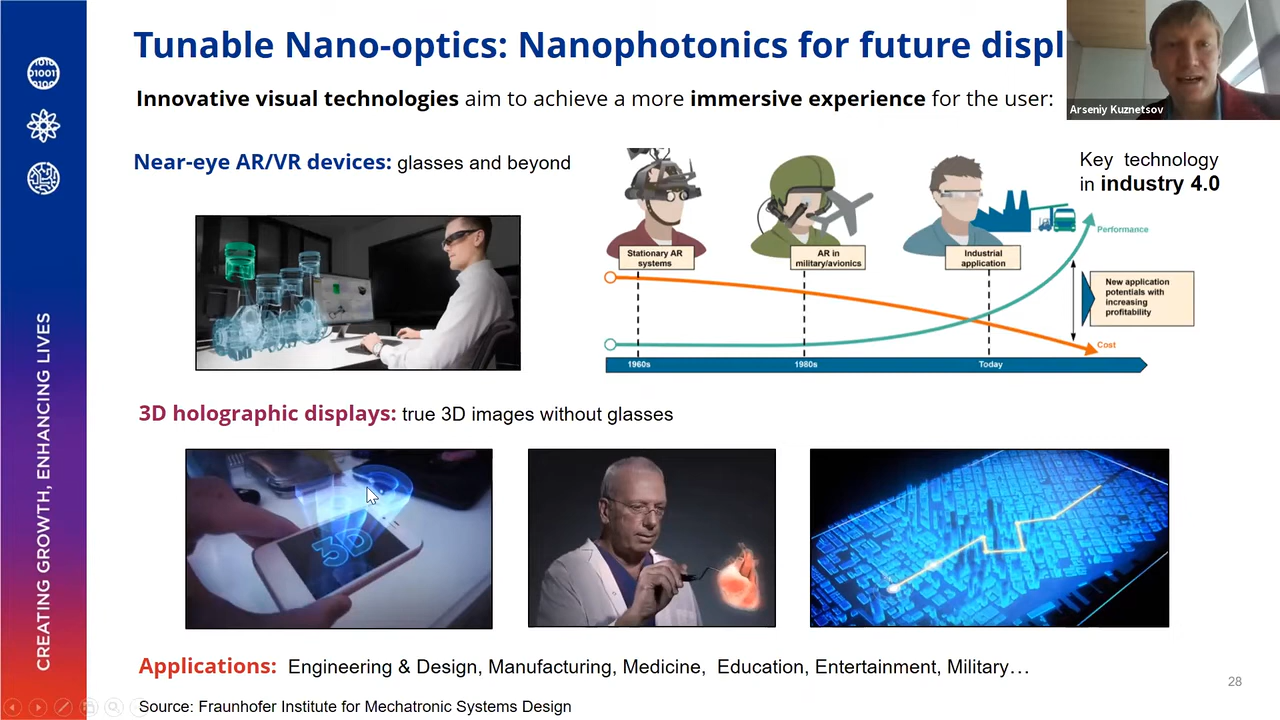 Tunable Nano-optics: Nanophotonics for future displ
Arseniy Kuznetsov
Innovative visual technologies aim to achieve a more immersive experience for the user:
Near-eye AR/VR devices: glasses and beyond
Key technology
in industry 4.0
Performance
Stationary AR
systems
AR in
military/avionics
Industrial
application
New application
potentials with
increasing
profitability
Cost
1960s
1980s
Today
3D holographic displays: true 3D images without glasses
3D
Applications: Engineering & Design, Manufacturing, Medicine, Education, Entertainment, Military…
Source: Fraunhofer Institute for Mechatronic Systems Design
28
CREATING GROWTH, ENHANCING LIVES